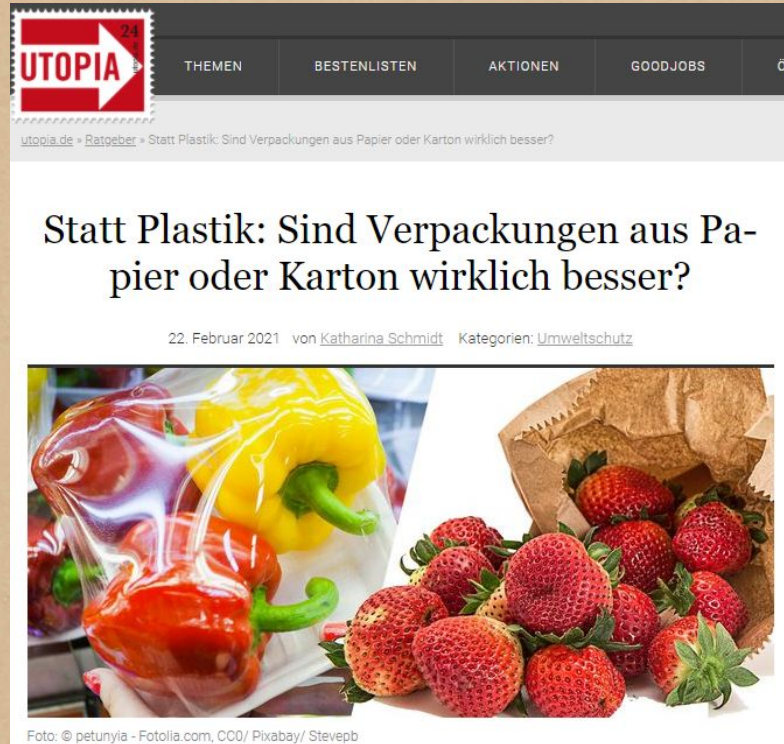 24
UTOPIA
THEMEN
BESTENLISTEN
AKTIONEN
GOODJOBS
utopia.de » Ratgeber » Statt Plastik: Sind Verpackungen aus Papier oder Karton wirklich besser?
Statt Plastik: Sind Verpackungen aus Pa-
pier oder Karton wirklich besser?
22. Februar 2021 von Katharina Schmidt Kategorien: Umweltschutz
Foto: © petunyia - Fotolia.com, CC0/ Pixabay/ Stevepb